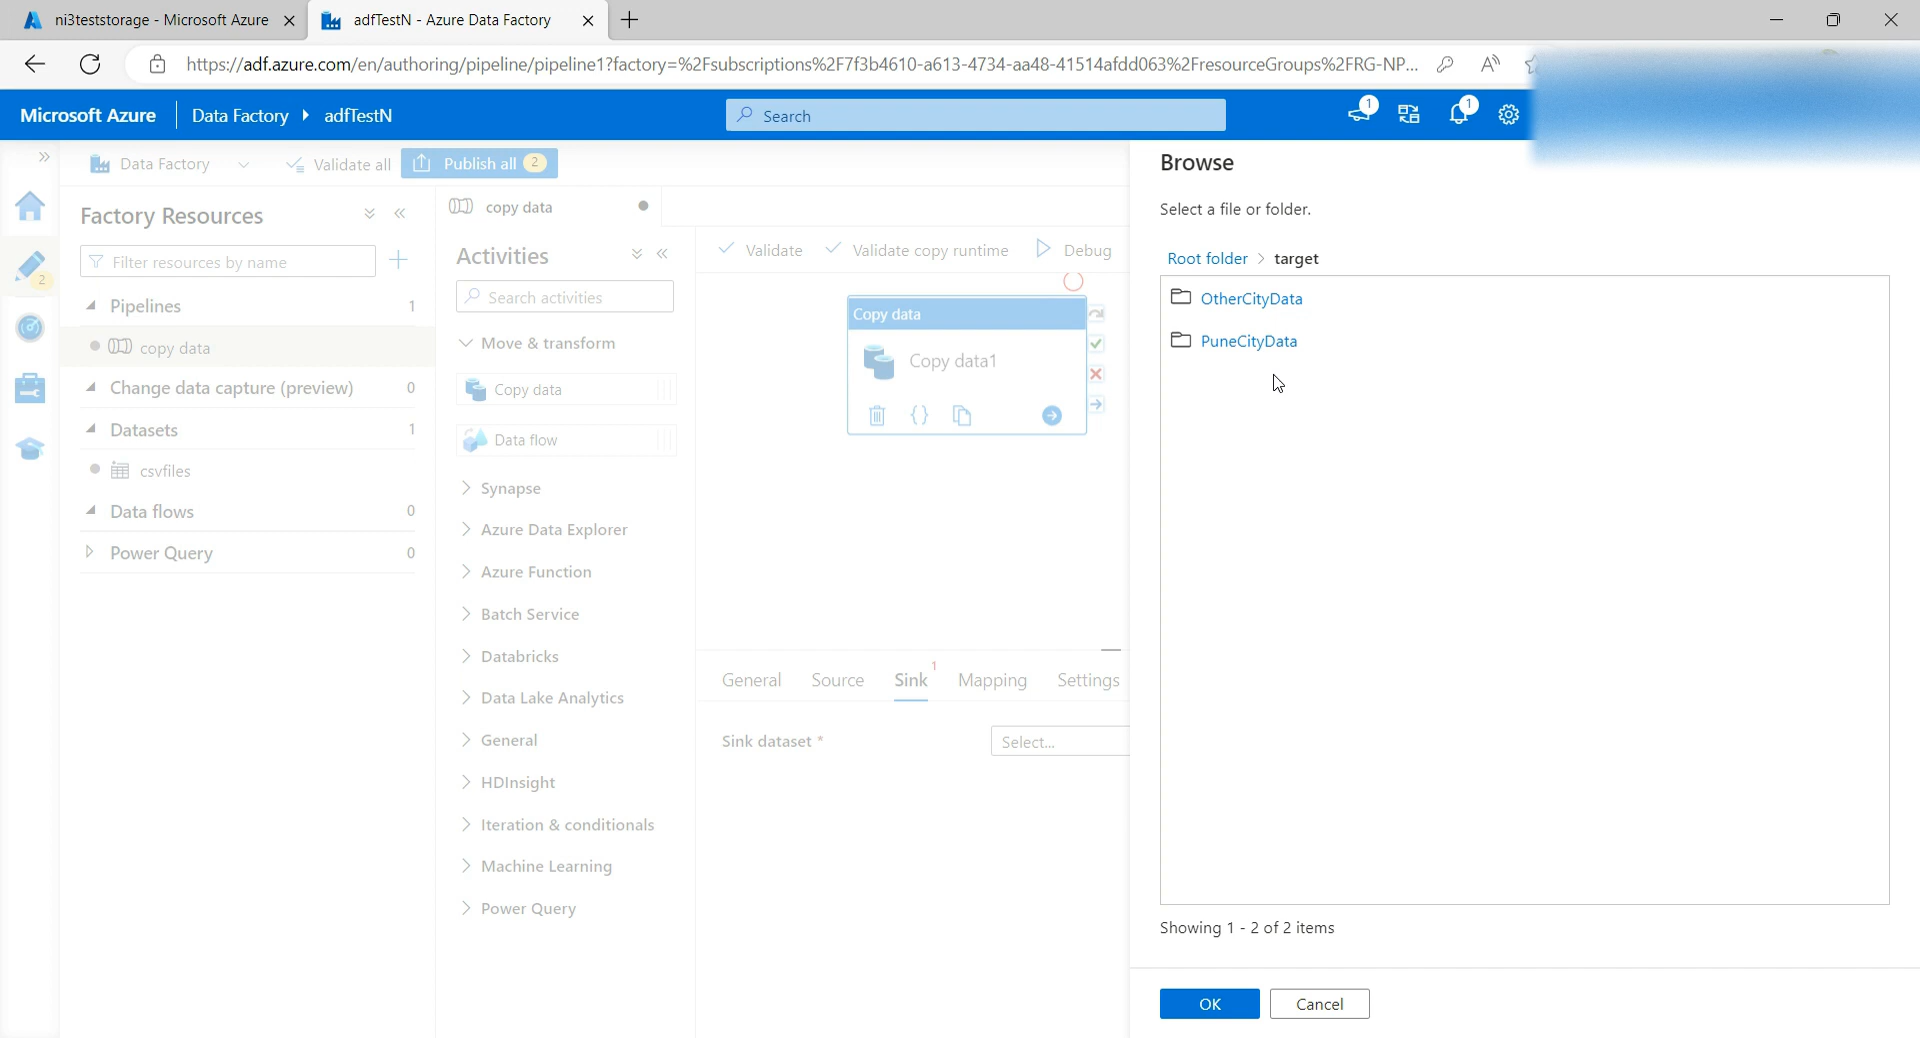 ni3teststorage - Microsoft Azure
adfTestN - Azure Data Factory
https://adf.azure.com/en/authoring/pipeline/pipeline1?factory=%2Fsubscriptions%2F7f3b4610-a613-4734-aa48-41514afdd063%2FresourceGroups%2FRG-NP...
Microsoft Azure
Data Factory
adfTestN
Search
1
1
Data Factory
Validate all
Publish all 2
2
Factory Resources
Filter resources by name
Pipelines 1
copy data
Change data capture (preview) 0
Datasets 1
csvfiles
Data flows 0
Power Query 0
copy data
Activities
Search activities
Move & transform
Copy data
Data flow
Synapse
Azure Data Explorer
Azure Function
Batch Service
Databricks
Data Lake Analytics
General
HDInsight
Iteration & conditionals
Machine Learning
Power Query
Validate
Validate copy runtime
Debug
Copy data
Copy data1
General
Source
Sink 1
Mapping
Settings
Sink dataset *
Select...
Browse
Select a file or folder.
Root folder > target
OtherCityData
PuneCityData
Showing 1 - 2 of 2 items
OK
Cancel